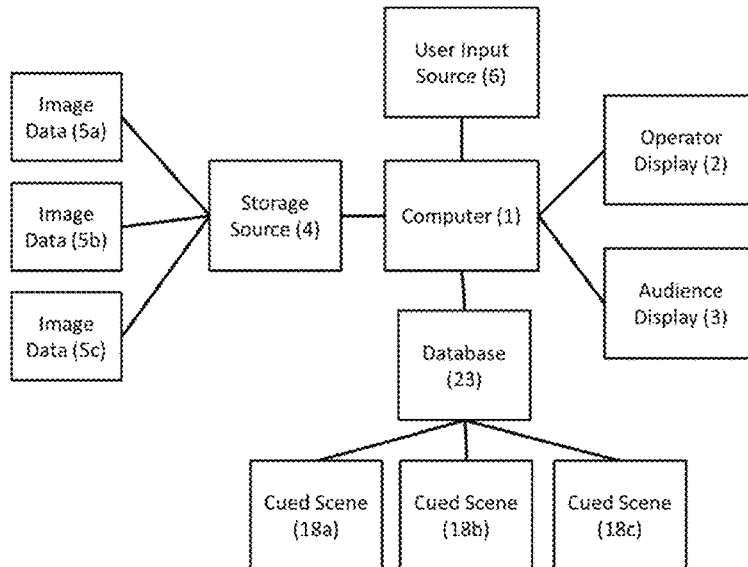 User Input
Source (6)
Image
Data (5a)
Operator
Display (2)
Image
Data (5b)
Storage
Source (4)
Computer (1)
Image
Data (5c)
Audience
Display (3)
Database
(23)
Cued Scene
(18a)
Cued Scene
(18b)
Cued Scene
(18c)